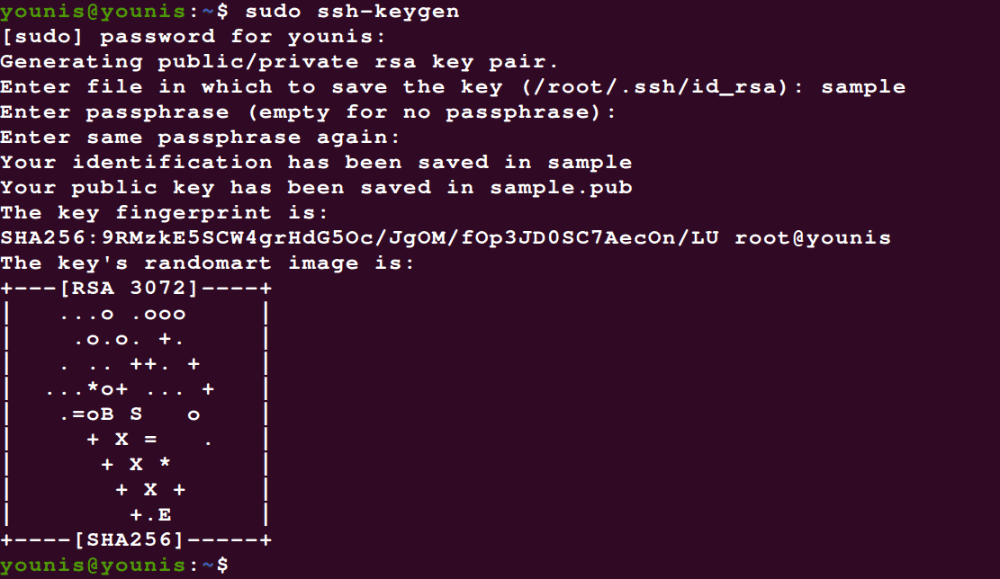 younis@younis:~$ sudo ssh-keygen
[sudo] password for younis:
Generating public/private rsa key pair.
Enter file in which to save the key (/root/.ssh/id_rsa): sample
Enter passphrase (empty for no passphrase):
Enter same passphrase again:
Your identification has been saved in sample
Your public key has been saved in sample.pub
The key fingerprint is:
SHA256:9RMzkE5SCW4grHdG5Oc/JgOM/fOp3JD0SC7AecOn/LU root@younis
The key's randomart image is:
+---[RSA 3072]----+
|   ...o .ooo     |
|    .o.o. +.     |
|   . .. ++. +    |
|  ...*o+ ... +   |
|   .=oB S   o    |
|     + X =   .   |
|      + X *      |
|       + X +     |
|        +.E      |
+----[SHA256]-----+
younis@younis:~$